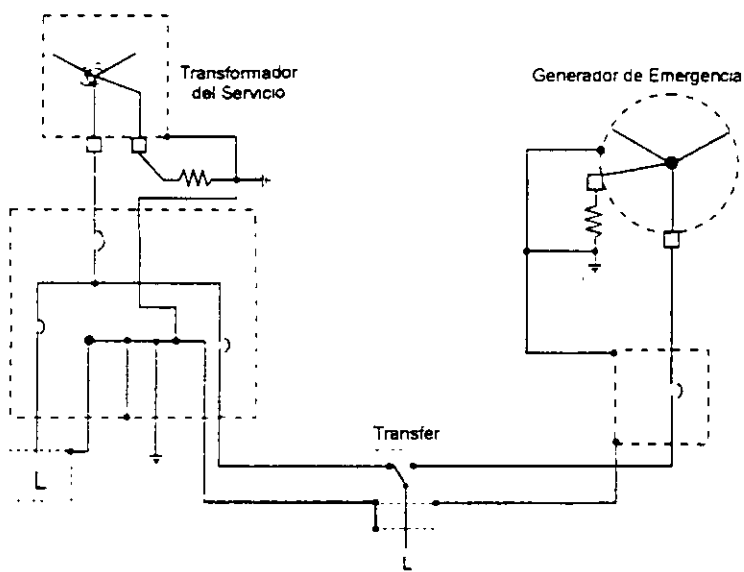 Transformador
del Servicio
Generador de Emergencia
Transfer
L
L